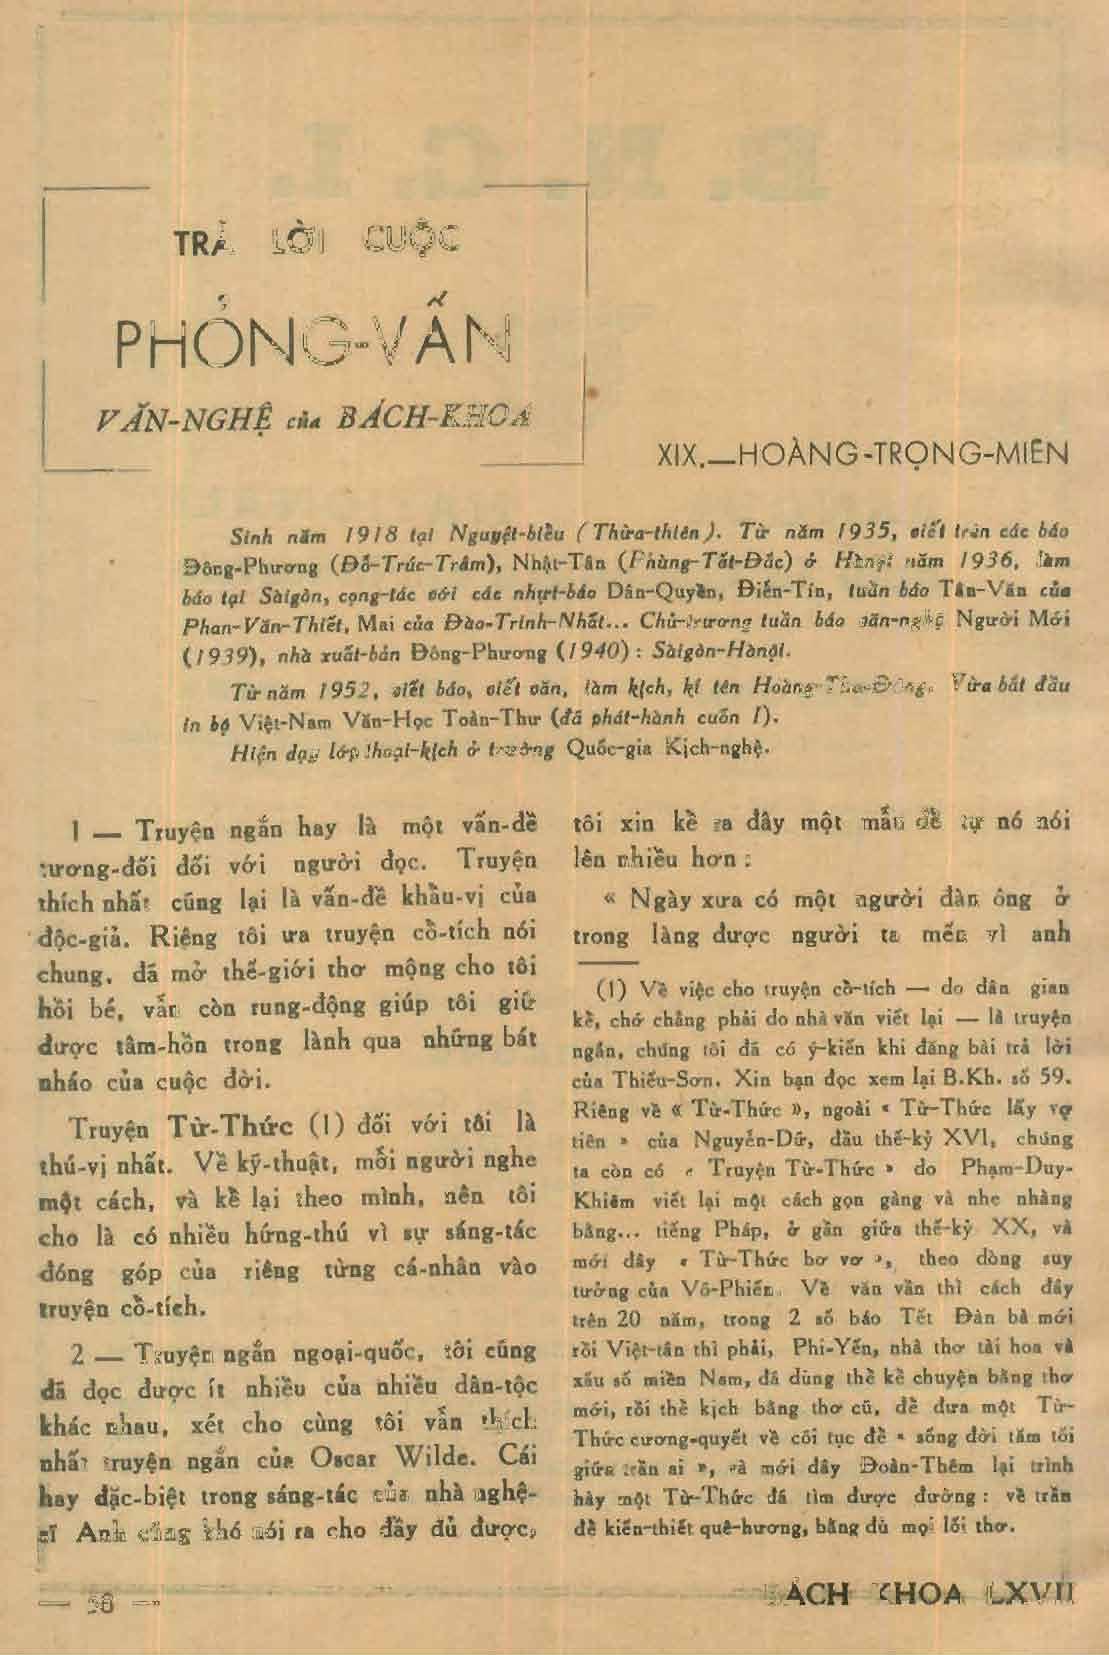 TRẢ LỜI CUỘC
PHỎNG-VẤN
VĂN-NGHỆ của BÁCH-KHOA
XIX.—HOÀNG-TRỌNG-MIÊN
Sinh năm 1918 tại Nguyệt-biều (Thừa-thiên). Từ năm 1935, viết trên các báo
Đông-Phương (Đỗ-Trúc-Trâm), Nhật-Tân (Phùng-Tất-Đắc) ở Hànội năm 1936, làm
báo tại Sàigòn, cọng-tác với các nhựt-báo Dân-Quyền, Điển-Tín, tuần báo Tân-Văn của
Phan-Văn-Thiết, Mai của Đào-Trinh-Nhất... Chủ-trương tuần báo văn-nghệ Người Mới
(1939), nhà xuất-bản Đông-Phương (1940) : Sàigòn-Hànội.
Từ năm 1952, viết báo, viết văn, làm kịch, kí tên Hoàng-Thu-Đông. Vừa bắt đầu
in bộ Việt-Nam Văn-Học Toàn-Thư (đã phát-hành cuốn I).
Hiện dạy lớp thoại-kịch ở trường Quốc-gia Kịch-nghệ.
1 — Truyện ngắn hay là một vấn-đề
tương-đối đối với người đọc. Truyện
thích nhất cũng lại là vấn-đề khẩu-vị của
độc-giả. Riêng tôi ưa truyện cồ-tích nói
chung, đã mở thế-giới thơ mộng cho tôi
hồi bé, vẫn còn rung-động giúp tôi giữ
được tâm-hồn trong lành qua những bát
nháo của cuộc đời.
Truyện Từ-Thức (1) đối với tôi là
thú-vị nhất. Về kỹ-thuật, mỗi người nghe
một cách, và kề lại theo mình, nên tôi
cho là có nhiều hứng-thú vì sự sáng-tác
đóng góp của riêng từng cá-nhân vào
truyện cồ-tích.
2 — Truyện ngắn ngoại-quốc, tôi cũng
đã đọc được ít nhiều của nhiều dân-tộc
khác nhau, xét cho cùng tôi vẫn thích
nhất truyện ngắn của Oscar Wilde. Cái
hay đặc-biệt trong sáng-tác của nhà nghệ-
sĩ Anh cũng khó nói ra cho đầy đủ được,
tôi xin kề ra đây một mẩu đề tự nó nói
lên nhiều hơn :
« Ngày xưa có một người đàn ông ở
trong làng được người ta mến vì anh
(1) Về việc cho truyện cồ-tích — do dân gian
kề, chớ chẳng phải do nhà văn viết lại — là truyện
ngắn, chúng tôi đã có ý-kiến khi đăng bài trả lời
của Thiếu-Sơn. Xin bạn đọc xem lại B.Kh. số 59.
Riêng về « Từ-Thức », ngoài « Từ-Thức lấy vợ
tiên » của Nguyễn-Dữ, đầu thế-kỷ XVI, chúng
ta còn có « Truyện Từ-Thức » do Phạm-Duy-
Khiêm viết lại một cách gọn gàng và nhẹ nhàng
bằng... tiếng Pháp, ở gần giữa thế-kỷ XX, và
mới đây « Từ-Thức bơ vơ », theo dòng suy
tưởng của Võ-Phiến. Về văn vần thì cách đây
trên 20 năm, trong 2 số báo Tết Đàn bà mới
rồi Việt-tân thì phải, Phi-Yến, nhà thơ tài hoa và
xấu số miền Nam, đã dùng thề kề chuyện bằng thơ
mới, rồi thề kịch bằng thơ cũ, đề đưa một Từ-
Thức cương-quyết về cõi tục đề « sống đời tăm tối
giữa trần ai », và mới đây Đoàn-Thêm lại trình
bày một Từ-Thức đã tìm được đường : về trần
đề kiến-thiết quê-hương, bằng đủ mọi lối thơ.
— 58 —
BÁCH KHOA LXVII